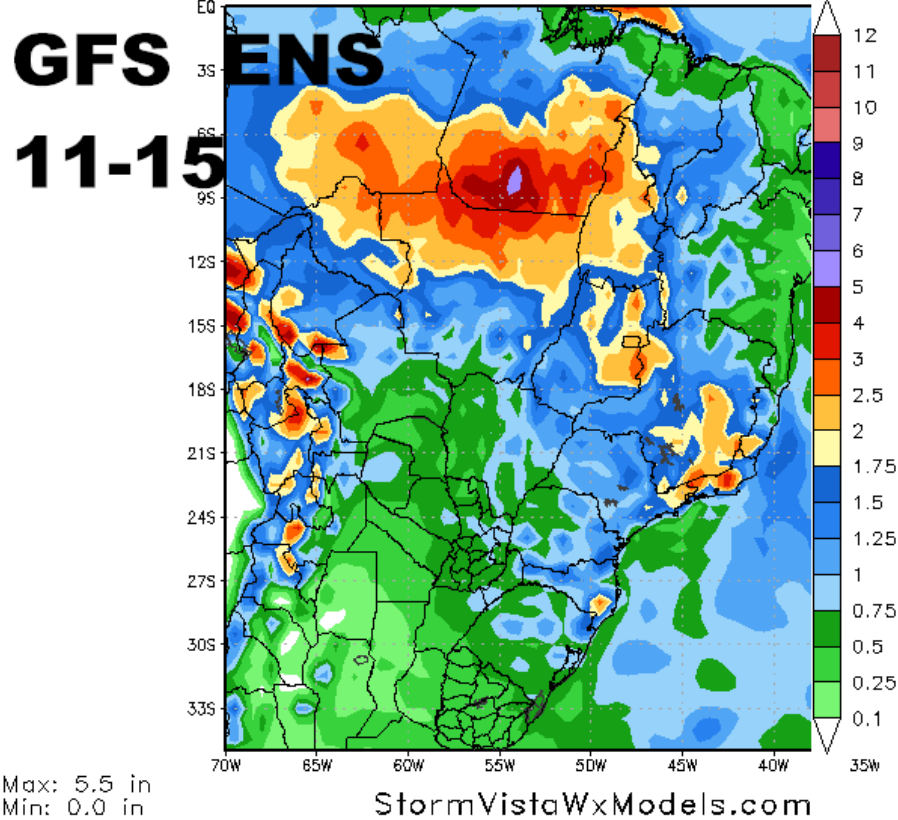 GFS ENS
11-15
EQ
3S
6S
9S
12S
15S
18S
21S
24S
27S
30S
33S
70W 65W 60W 55W 50W 45W 40W 35W
12
11
10
9
8
7
6
5
4
3
2.5
2
1.75
1.5
1.25
1
0.75
0.5
0.25
0.1
Max: 5.5 in
Min: 0.0 in
StormVistaWxModels.com